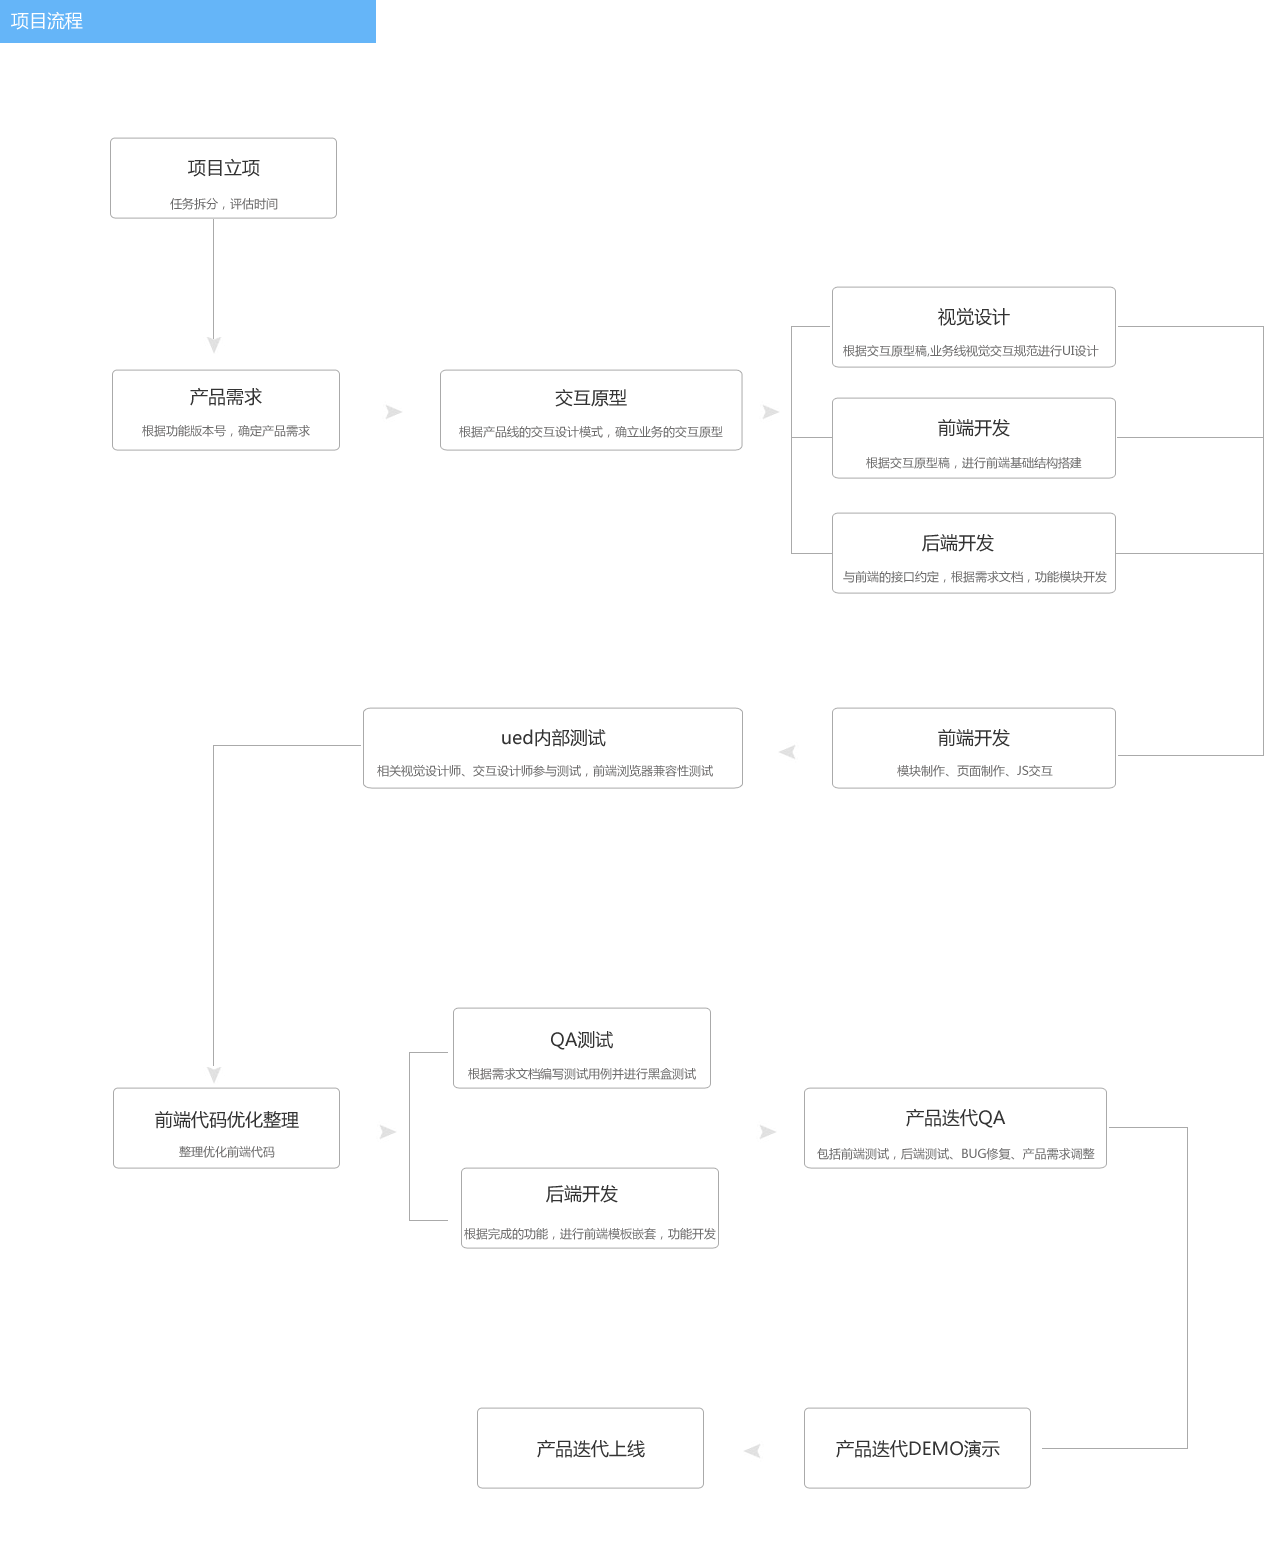 项目流程
项目立项
任务拆分，评估时间
产品需求
根据功能版本号，确定产品需求
交互原型
根据产品线的交互设计模式，确立业务的交互原型
视觉设计
根据交互原型稿,业务线视觉交互规范进行UI设计
前端开发
根据交互原型稿，进行前端基础结构搭建
后端开发
与前端的接口约定，根据需求文档，功能模块开发
前端开发
模块制作、页面制作、JS交互
ued内部测试
相关视觉设计师、交互设计师参与测试，前端浏览器兼容性测试
前端代码优化整理
整理优化前端代码
QA测试
根据需求文档编写测试用例并进行黑盒测试
后端开发
根据完成的功能，进行前端模板嵌套，功能开发
产品迭代QA
包括前端测试，后端测试、BUG修复、产品需求调整
产品迭代DEMO演示
产品迭代上线